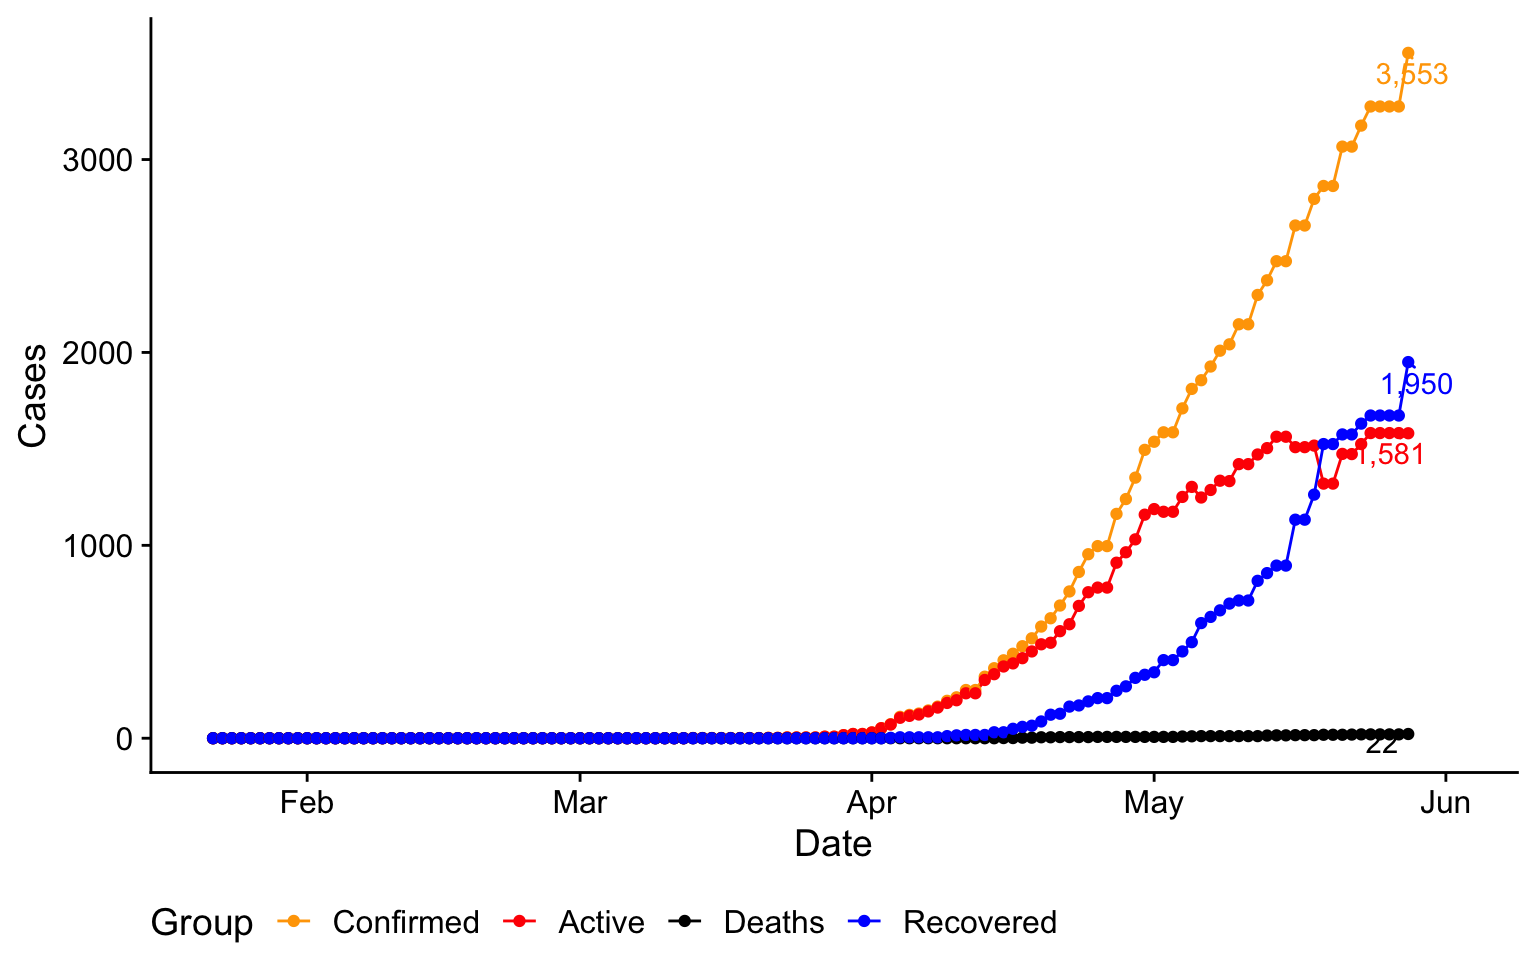 3,553
3000
Cases
2000
1,950
1,581
1000
0
22
Feb Mar Apr May Jun
Date
Group Confirmed Active Deaths Recovered